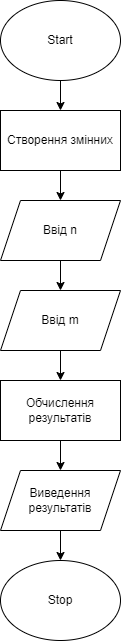 Start
Створення змінних
Ввід n
Ввід m
Обчислення
результатів
Виведення
результатів
Stop